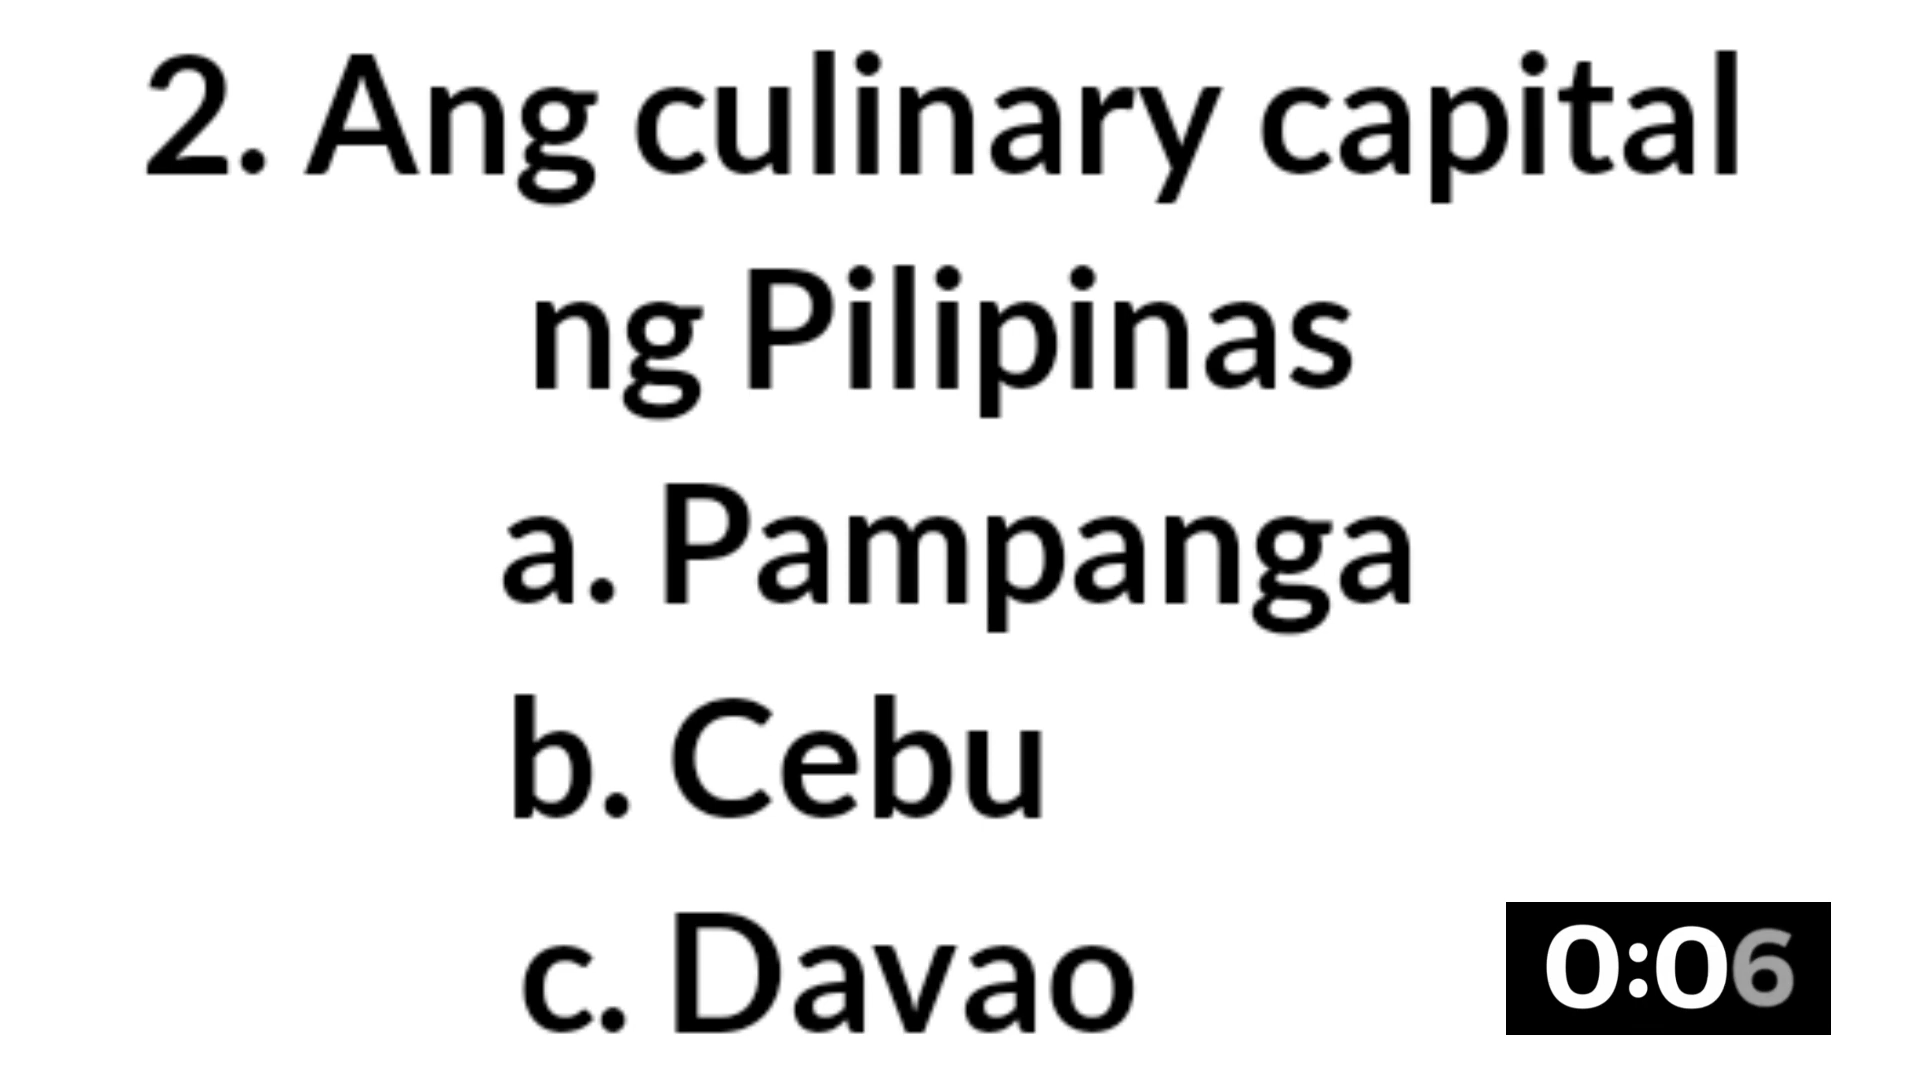 2. Ang culinary capital
ng Pilipinas
a. Pampanga
b. Cebu
c. Davao
0:06